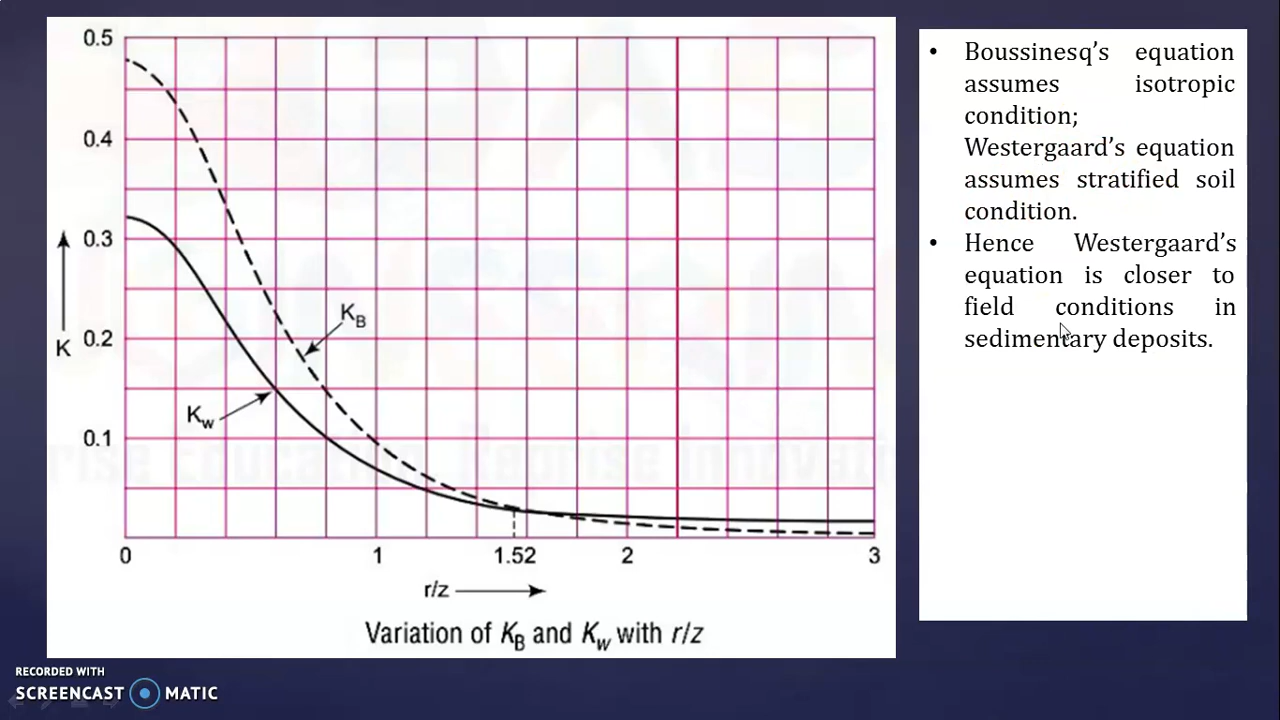 0.5
0.4
0.3
0.2
0.1
K
K_B
K_w
0 1 1.52 2 3
r/z
Variation of K_B and K_w with r/z
• Boussinesq's equation
assumes isotropic
condition;
Westergaard's equation
assumes stratified soil
condition.
• Hence Westergaard's
equation is closer to
field conditions in
sedimentary deposits.
RECORDED WITH
SCREENCAST MATIC